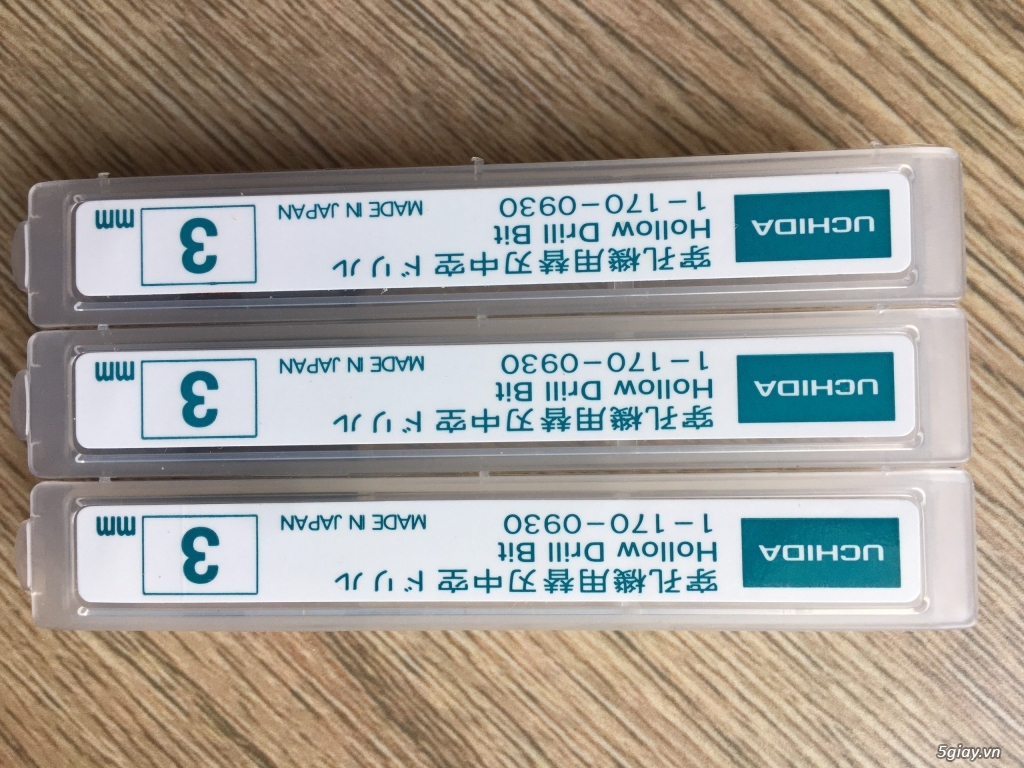 UCHIDA
穿孔機用替刃中空ドリル
Hollow Drill Bit
1-170-0930
MADE IN JAPAN
3
mm
UCHIDA
穿孔機用替刃中空ドリル
Hollow Drill Bit
1-170-0930
MADE IN JAPAN
3
mm
UCHIDA
穿孔機用替刃中空ドリル
Hollow Drill Bit
1-170-0930
MADE IN JAPAN
3
mm
5giay.vn